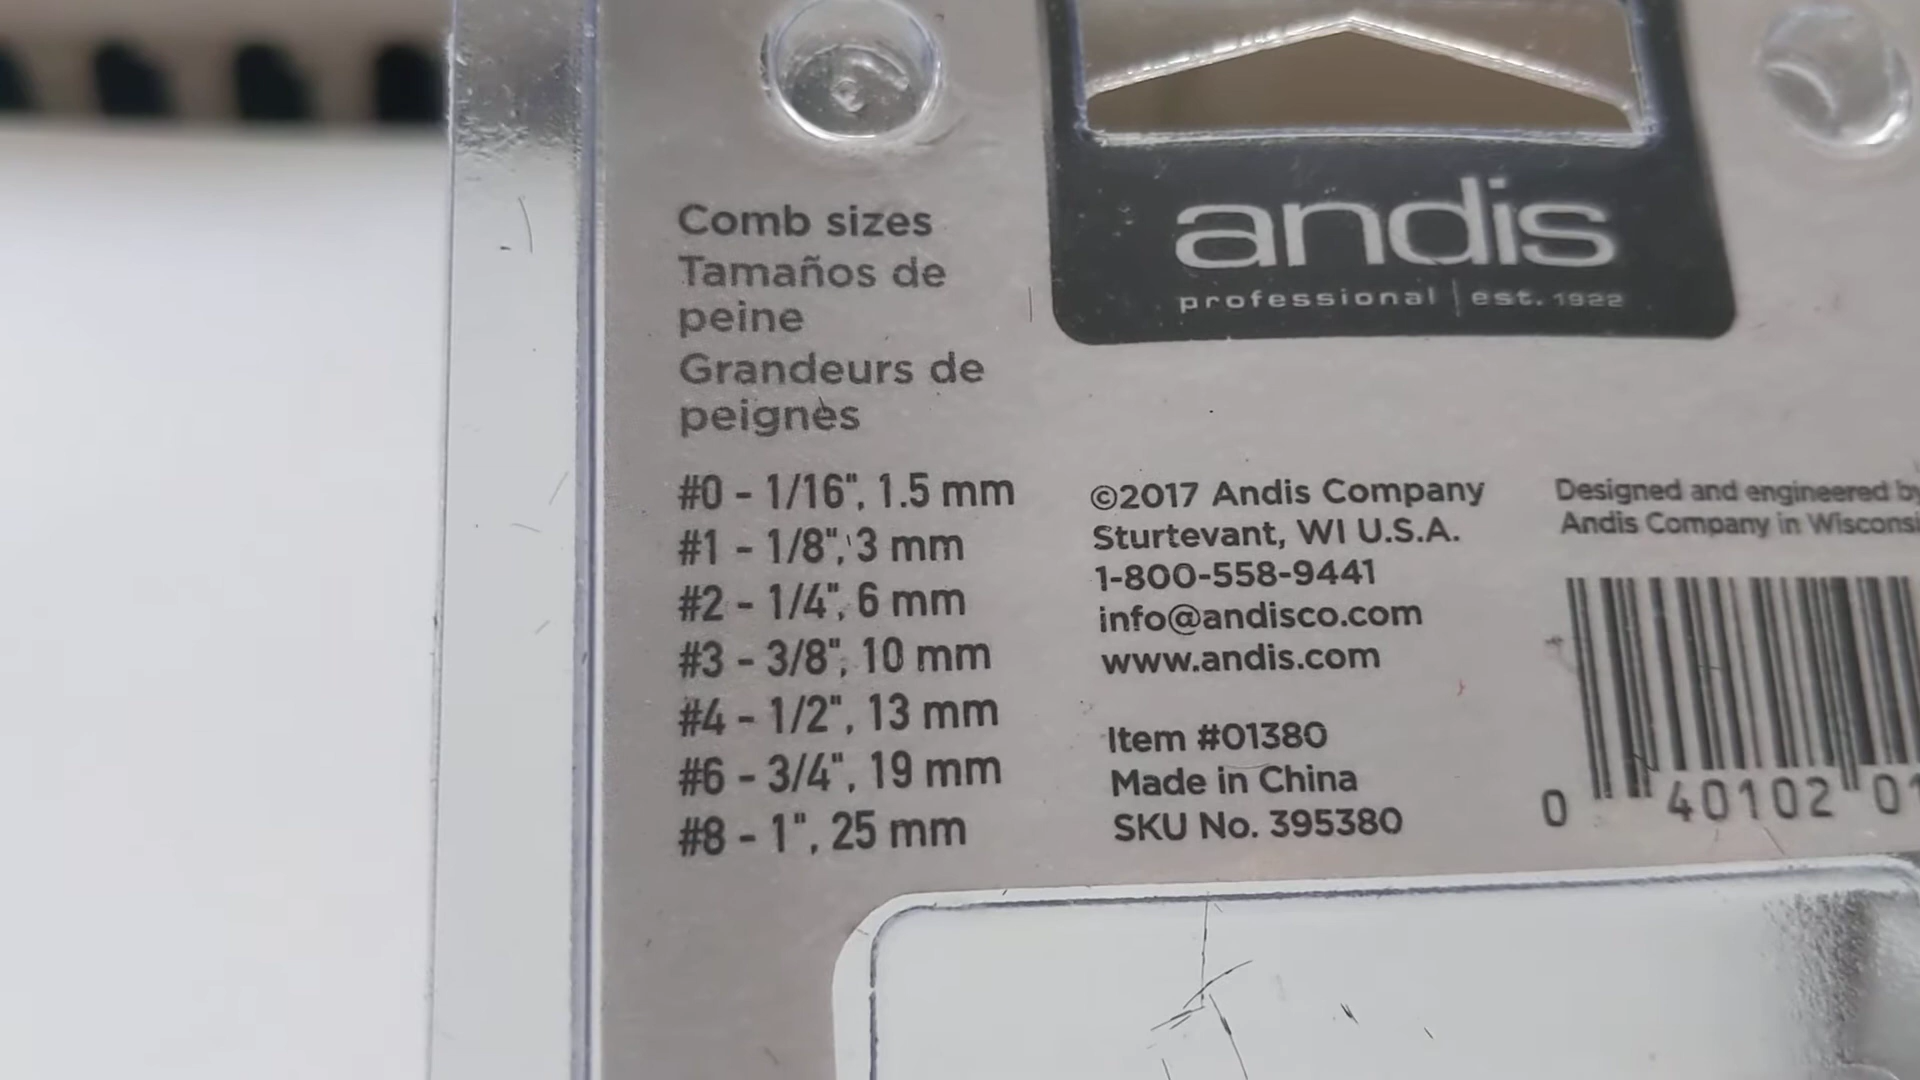 andis
professional | est. 1922
Comb sizes
Tamaños de
peine
Grandeurs de
peignes
#0 - 1/16", 1.5 mm
#1 - 1/8", 3 mm
#2 - 1/4", 6 mm
#3 - 3/8", 10 mm
#4 - 1/2", 13 mm
#6 - 3/4", 19 mm
#8 - 1", 25 mm
©2017 Andis Company
Sturtevant, WI U.S.A.
1-800-558-9441
info@andisco.com
www.andis.com
Item #01380
Made in China
SKU No. 395380
Designed and engineered by
Andis Company in Wisconsi
0 40102 01